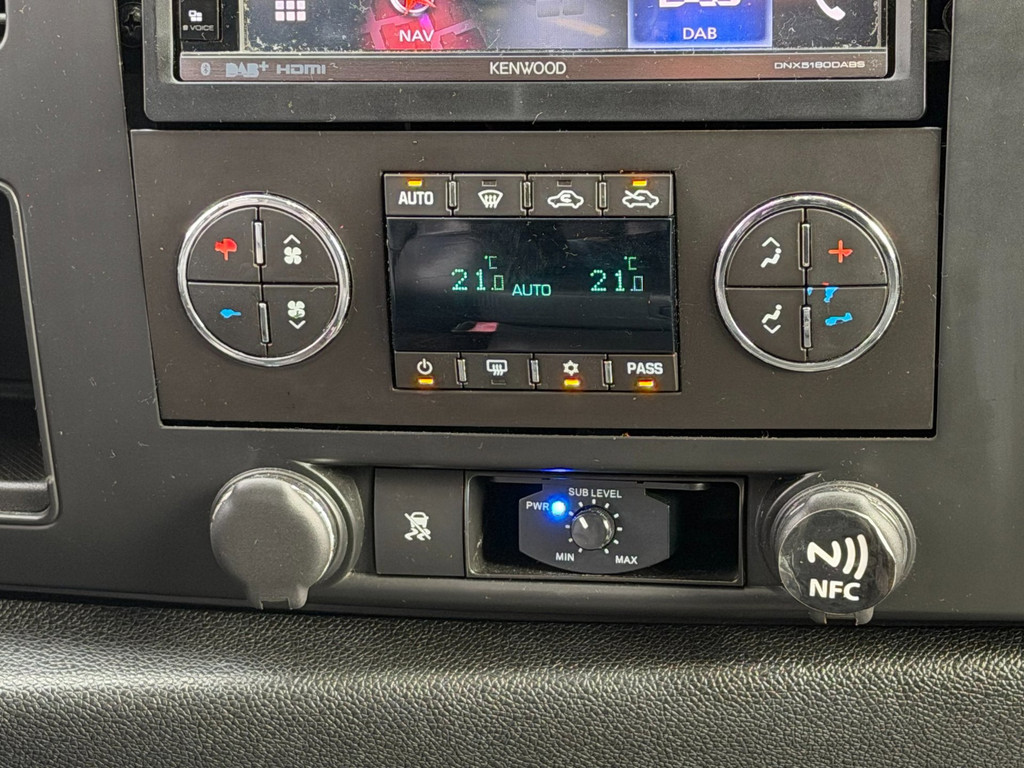 VOICE
NAV
DAB
DAB+ HDMI
KENWOOD
DNX5180DABS
AUTO
21.0 °C
AUTO
21.0 °C
PASS
SUB LEVEL
PWR
MIN
MAX
NFC